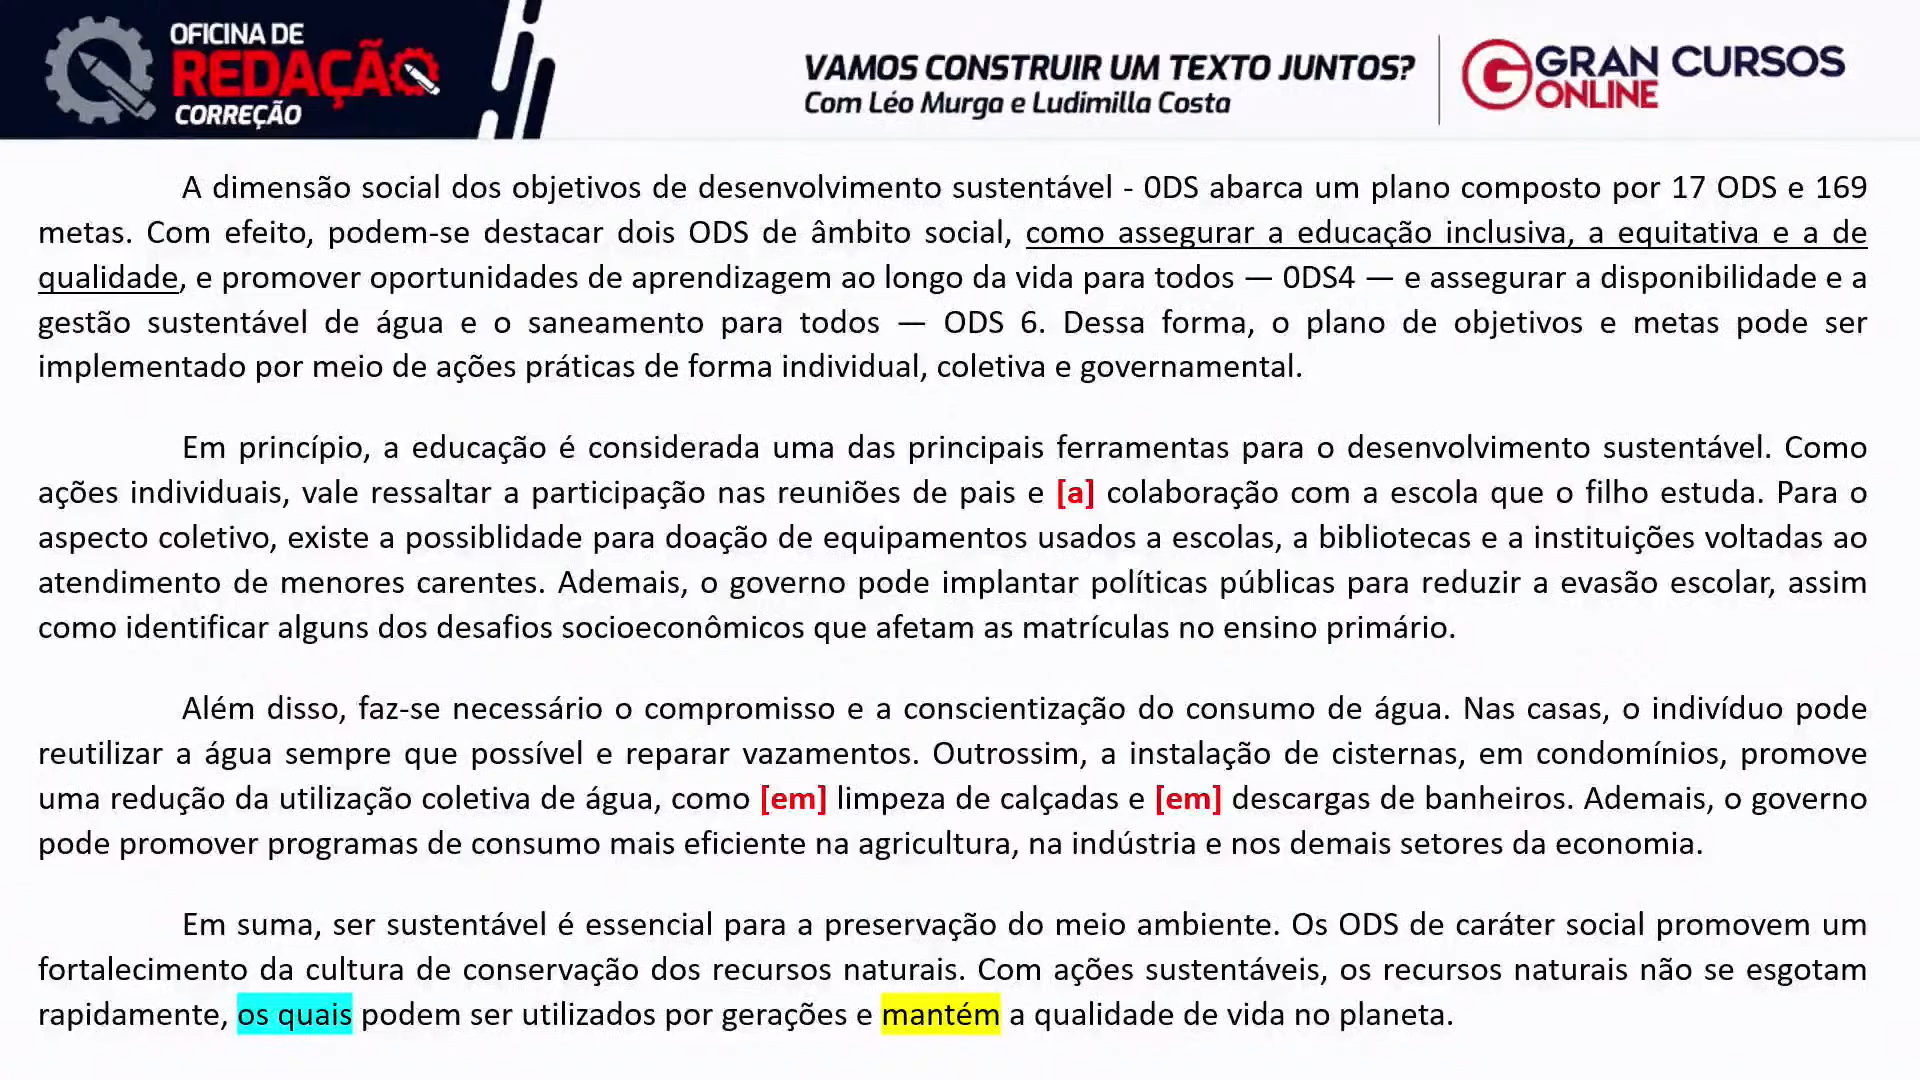 OFICINA DE
REDAÇÃO
CORREÇÃO
VAMOS CONSTRUIR UM TEXTO JUNTOS?
Com Léo Murga e Ludimilla Costa
GRAN CURSOS
ONLINE
A dimensão social dos objetivos de desenvolvimento sustentável - 0DS abarca um plano composto por 17 ODS e 169
metas. Com efeito, podem-se destacar dois ODS de âmbito social, como assegurar a educação inclusiva, a equitativa e a de
qualidade, e promover oportunidades de aprendizagem ao longo da vida para todos — 0DS4 — e assegurar a disponibilidade e a
gestão sustentável de água e o saneamento para todos — ODS 6. Dessa forma, o plano de objetivos e metas pode ser
implementado por meio de ações práticas de forma individual, coletiva e governamental.
Em princípio, a educação é considerada uma das principais ferramentas para o desenvolvimento sustentável. Como
ações individuais, vale ressaltar a participação nas reuniões de pais e [a] colaboração com a escola que o filho estuda. Para o
aspecto coletivo, existe a possiblidade para doação de equipamentos usados a escolas, a bibliotecas e a instituições voltadas ao
atendimento de menores carentes. Ademais, o governo pode implantar políticas públicas para reduzir a evasão escolar, assim
como identificar alguns dos desafios socioeconômicos que afetam as matrículas no ensino primário.
Além disso, faz-se necessário o compromisso e a conscientização do consumo de água. Nas casas, o indivíduo pode
reutilizar a água sempre que possível e reparar vazamentos. Outrossim, a instalação de cisternas, em condomínios, promove
uma redução da utilização coletiva de água, como [em] limpeza de calçadas e [em] descargas de banheiros. Ademais, o governo
pode promover programas de consumo mais eficiente na agricultura, na indústria e nos demais setores da economia.
Em suma, ser sustentável é essencial para a preservação do meio ambiente. Os ODS de caráter social promovem um
fortalecimento da cultura de conservação dos recursos naturais. Com ações sustentáveis, os recursos naturais não se esgotam
rapidamente, os quais podem ser utilizados por gerações e mantém a qualidade de vida no planeta.